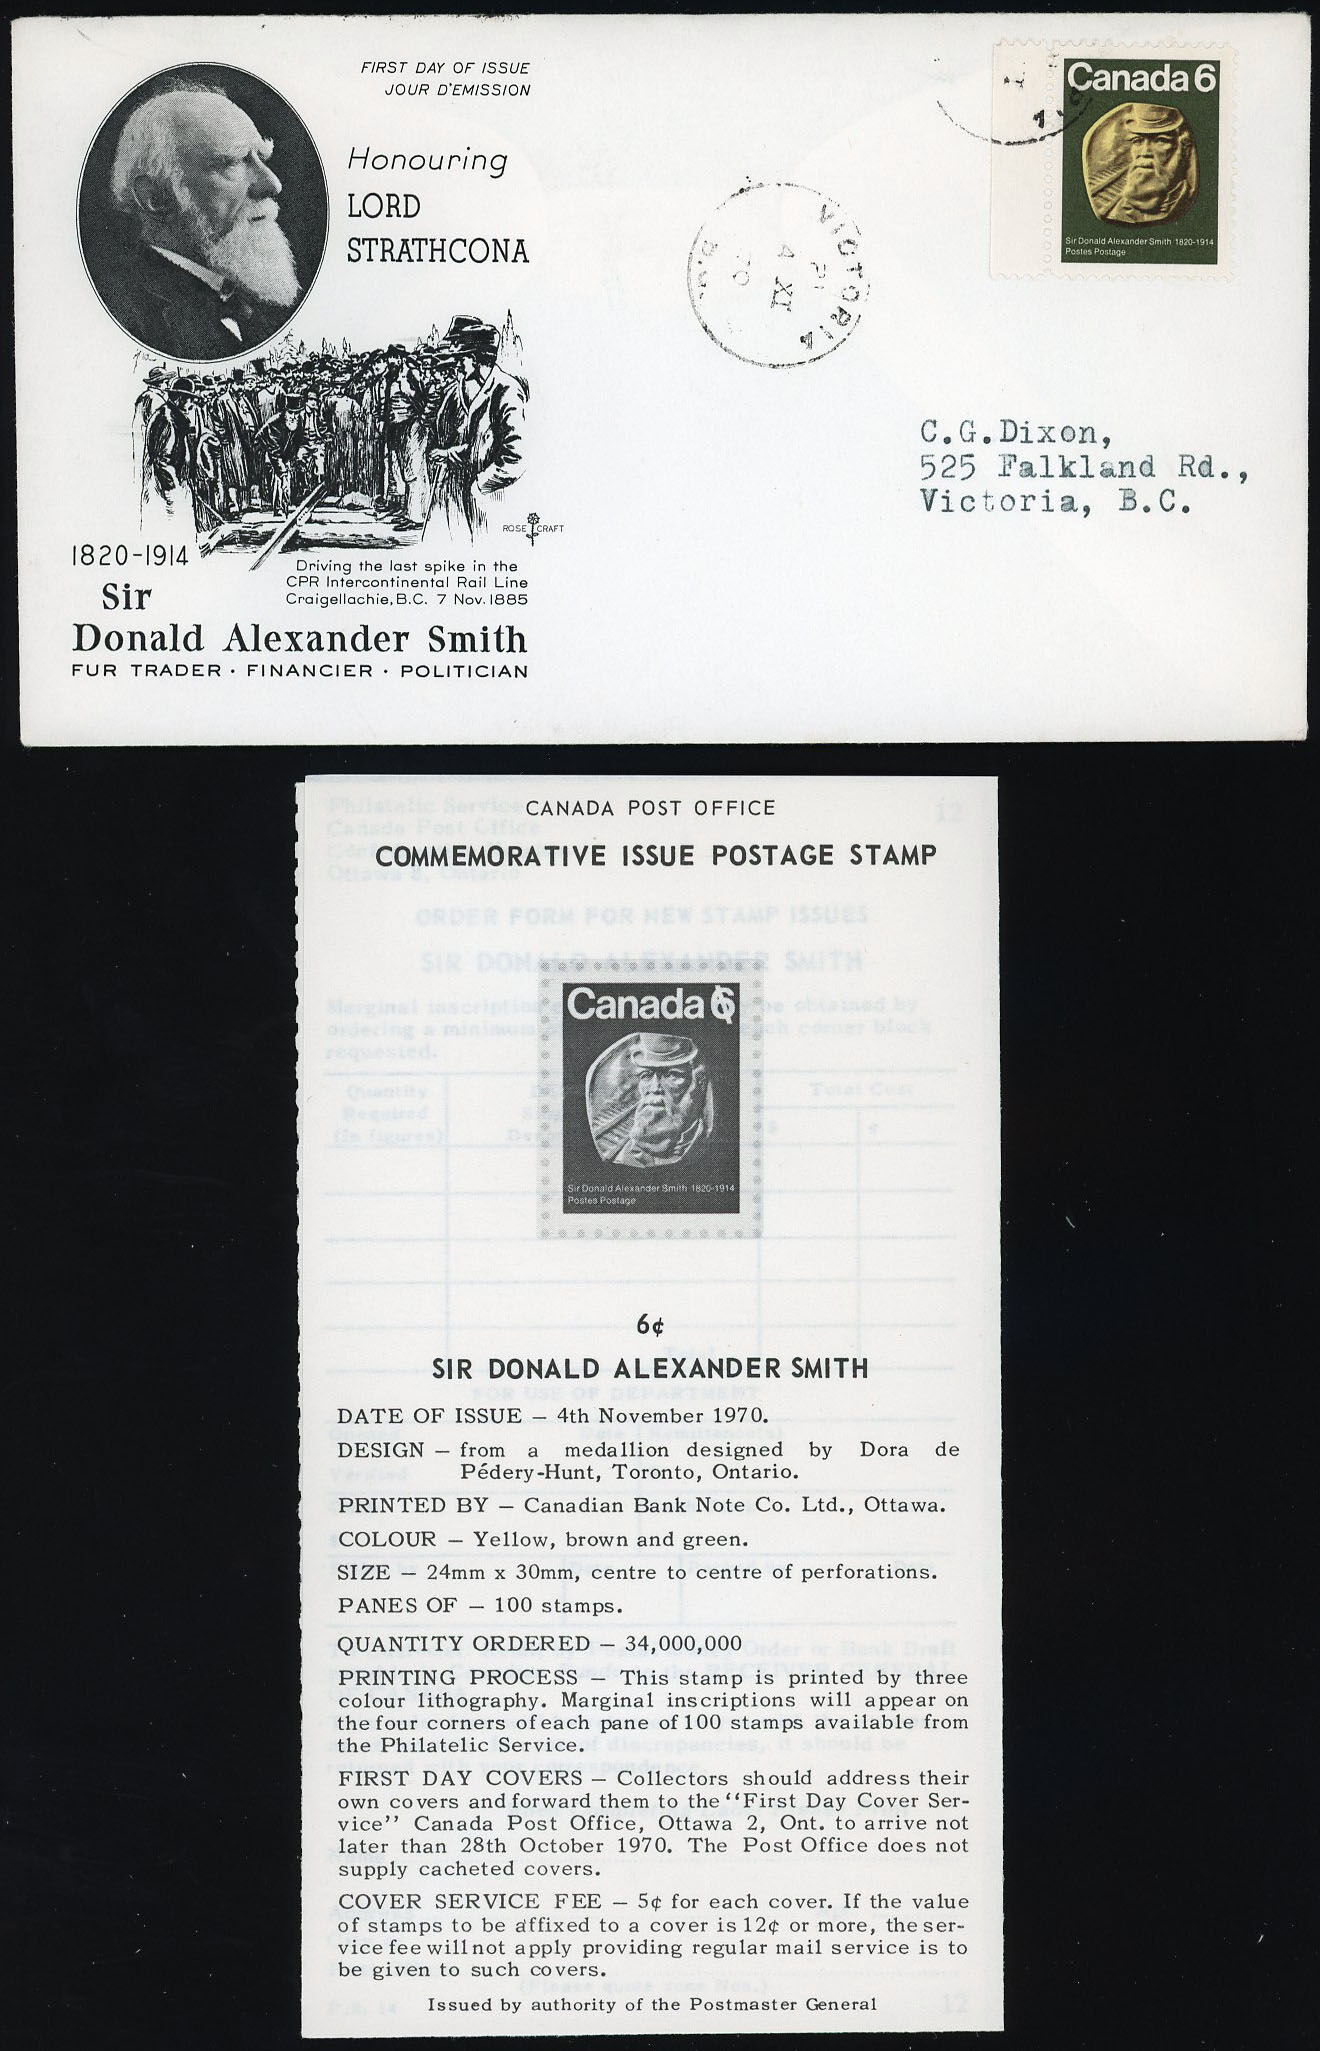 FIRST DAY OF ISSUE
JOUR D'EMISSION
Honouring
LORD
STRATHCONA
ROSE CRAFT
1820-1914
Driving the last spike in the
CPR Intercontinental Rail Line
Craigellachie, B.C. 7 Nov. 1885
Sir
Donald Alexander Smith
FUR TRADER · FINANCIER · POLITICIAN
VICTORIA
4 XI
70
Canada 6
Sir Donald Alexander Smith 1820-1914
Postes Postage
C.G.Dixon,
525 Falkland Rd.,
Victoria, B.C.
CANADA POST OFFICE
COMMEMORATIVE ISSUE POSTAGE STAMP
Canada 6
Sir Donald Alexander Smith 1820-1914
Postes Postage
6¢
SIR DONALD ALEXANDER SMITH
DATE OF ISSUE – 4th November 1970.
DESIGN – from a medallion designed by Dora de
Pédery-Hunt, Toronto, Ontario.
PRINTED BY – Canadian Bank Note Co. Ltd., Ottawa.
COLOUR – Yellow, brown and green.
SIZE – 24mm x 30mm, centre to centre of perforations.
PANES OF – 100 stamps.
QUANTITY ORDERED – 34,000,000
PRINTING PROCESS – This stamp is printed by three
colour lithography. Marginal inscriptions will appear on
the four corners of each pane of 100 stamps available from
the Philatelic Service.
FIRST DAY COVERS – Collectors should address their
own covers and forward them to the "First Day Cover Ser-
vice" Canada Post Office, Ottawa 2, Ont. to arrive not
later than 28th October 1970. The Post Office does not
supply cacheted covers.
COVER SERVICE FEE – 5¢ for each cover. If the value
of stamps to be affixed to a cover is 12¢ or more, the ser-
vice fee will not apply providing regular mail service is to
be given to such covers.
Issued by authority of the Postmaster General